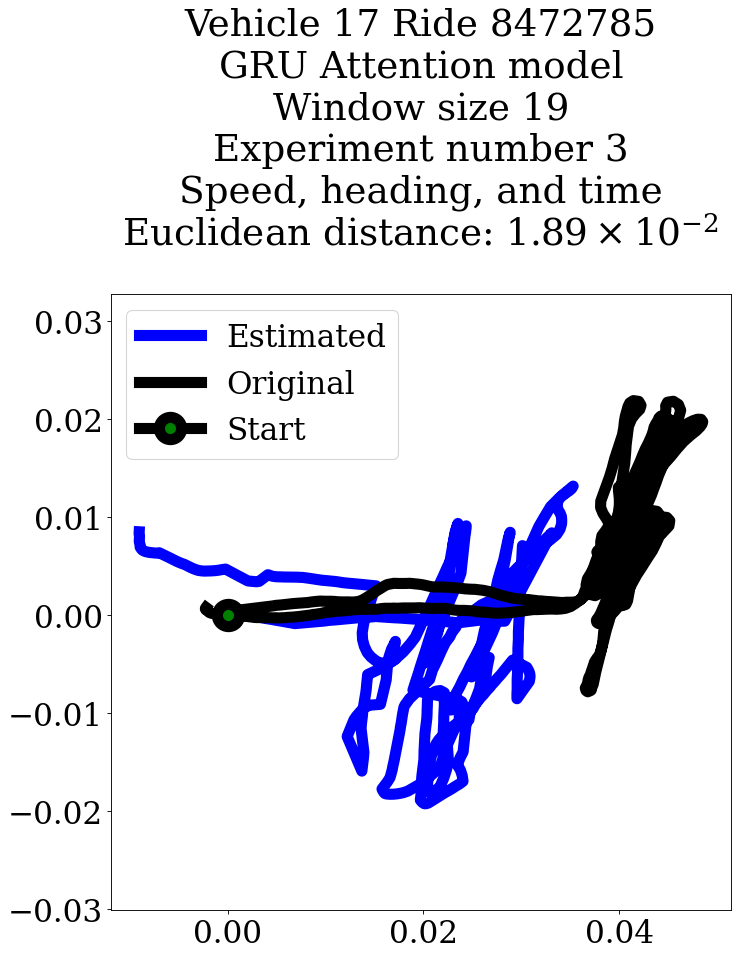 Vehicle 17 Ride 8472785
GRU Attention model
Window size 19
Experiment number 3
Speed, heading, and time
Euclidean distance: 1.89 × 10⁻²
Estimated
Original
Start
0.03
0.02
0.01
0.00
−0.01
−0.02
−0.03
0.00 0.02 0.04